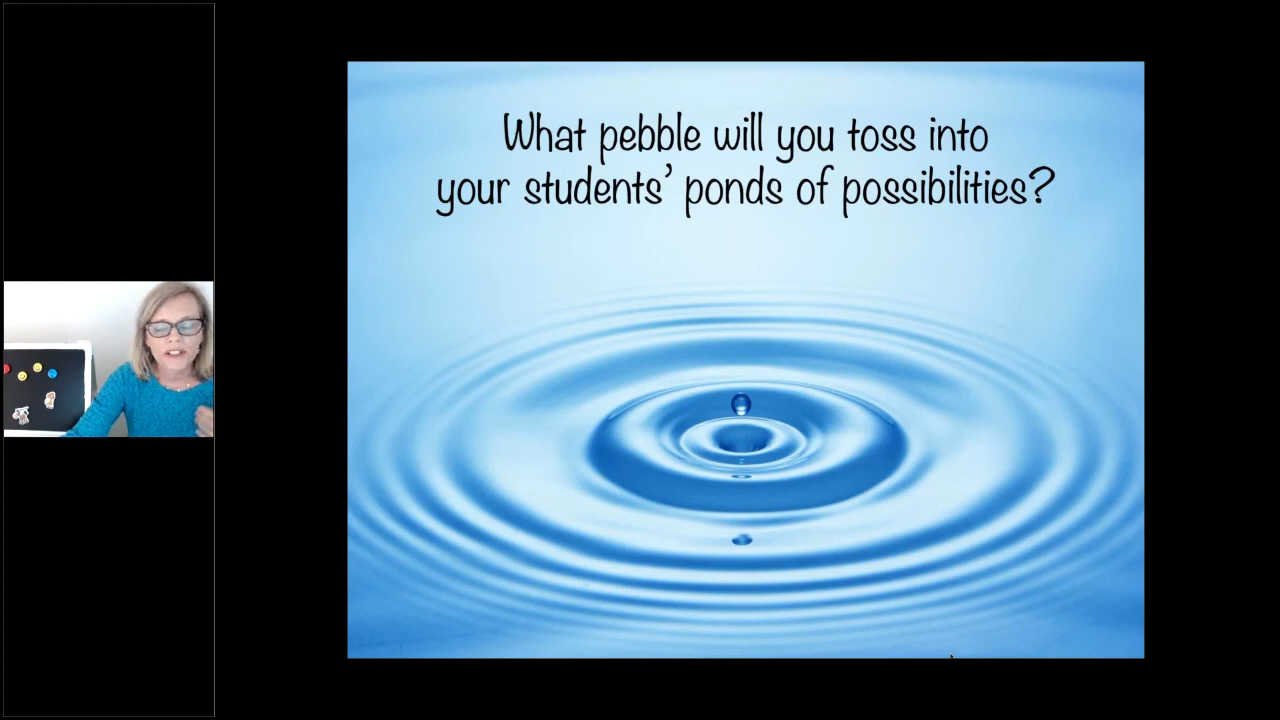 What pebble will you toss into
your students’ ponds of possibilities?